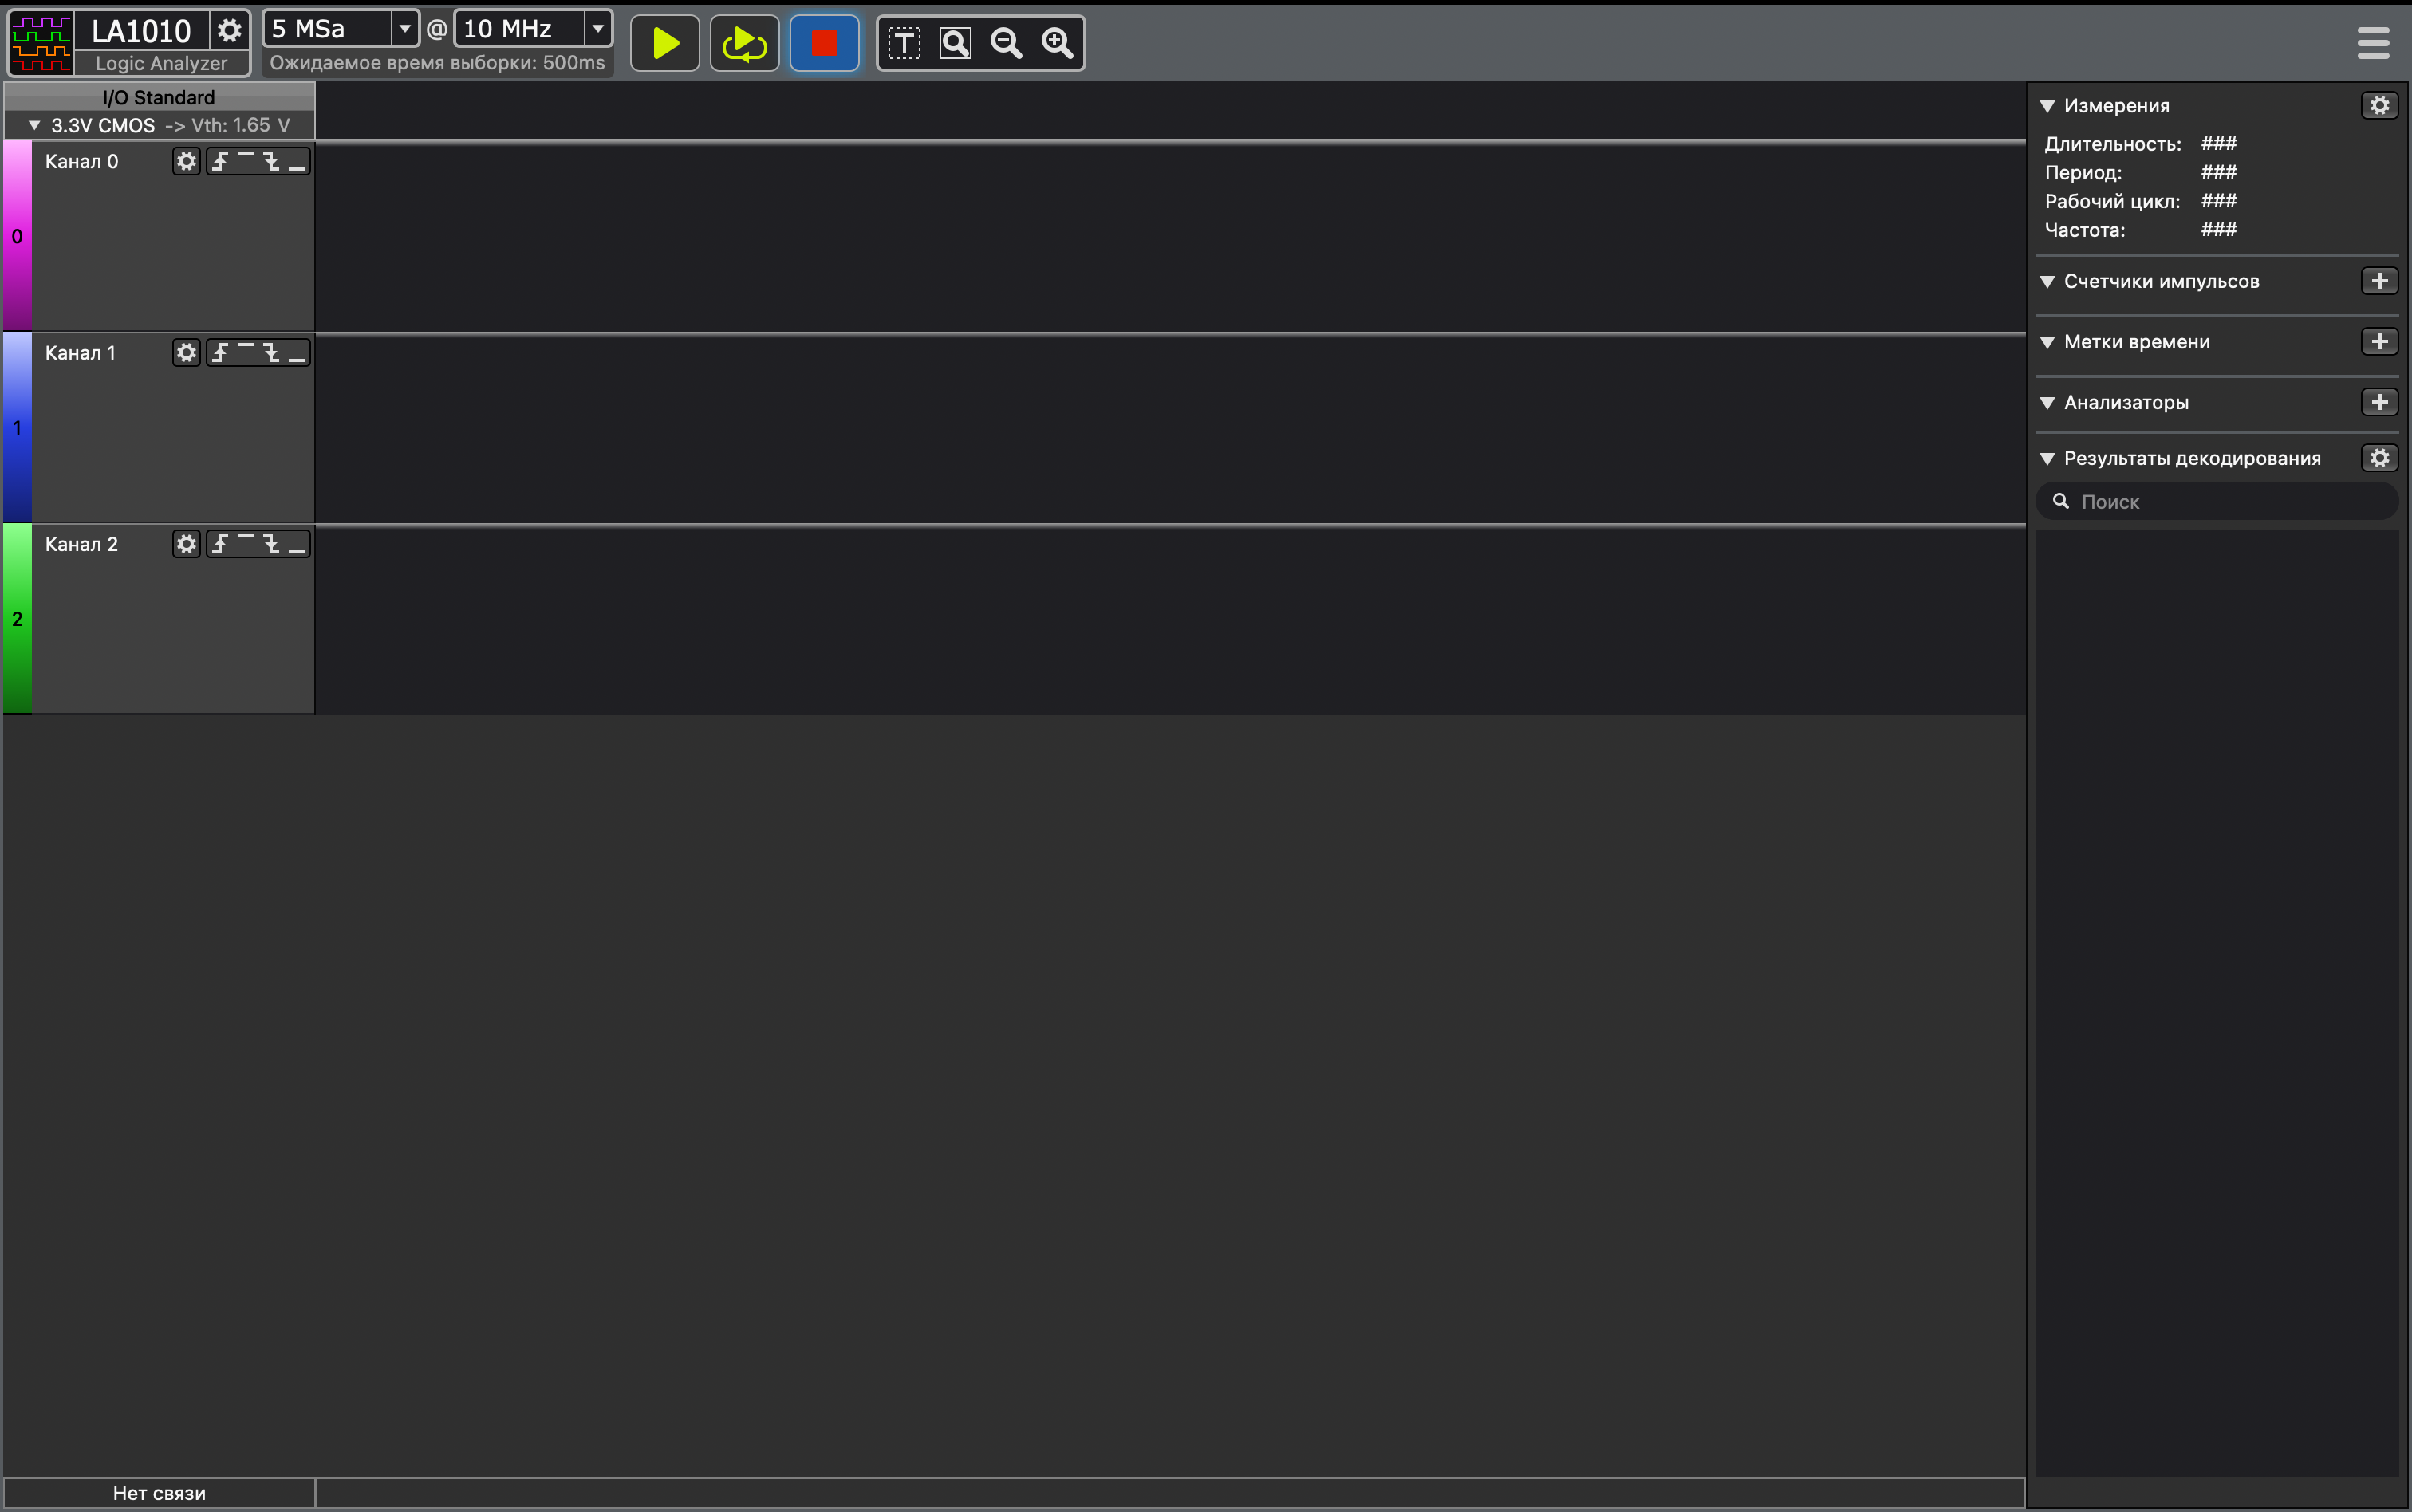 LA1010
Logic Analyzer
5 MSa @ 10 MHz
Ожидаемое время выборки: 500ms
T
I/O Standard
3.3V CMOS -> Vth: 1.65 V
0
Канал 0
1
Канал 1
2
Канал 2
Измерения
Длительность: ###
Период: ###
Рабочий цикл: ###
Частота: ###
Счетчики импульсов
Метки времени
Анализаторы
Результаты декодирования
Поиск
Нет связи